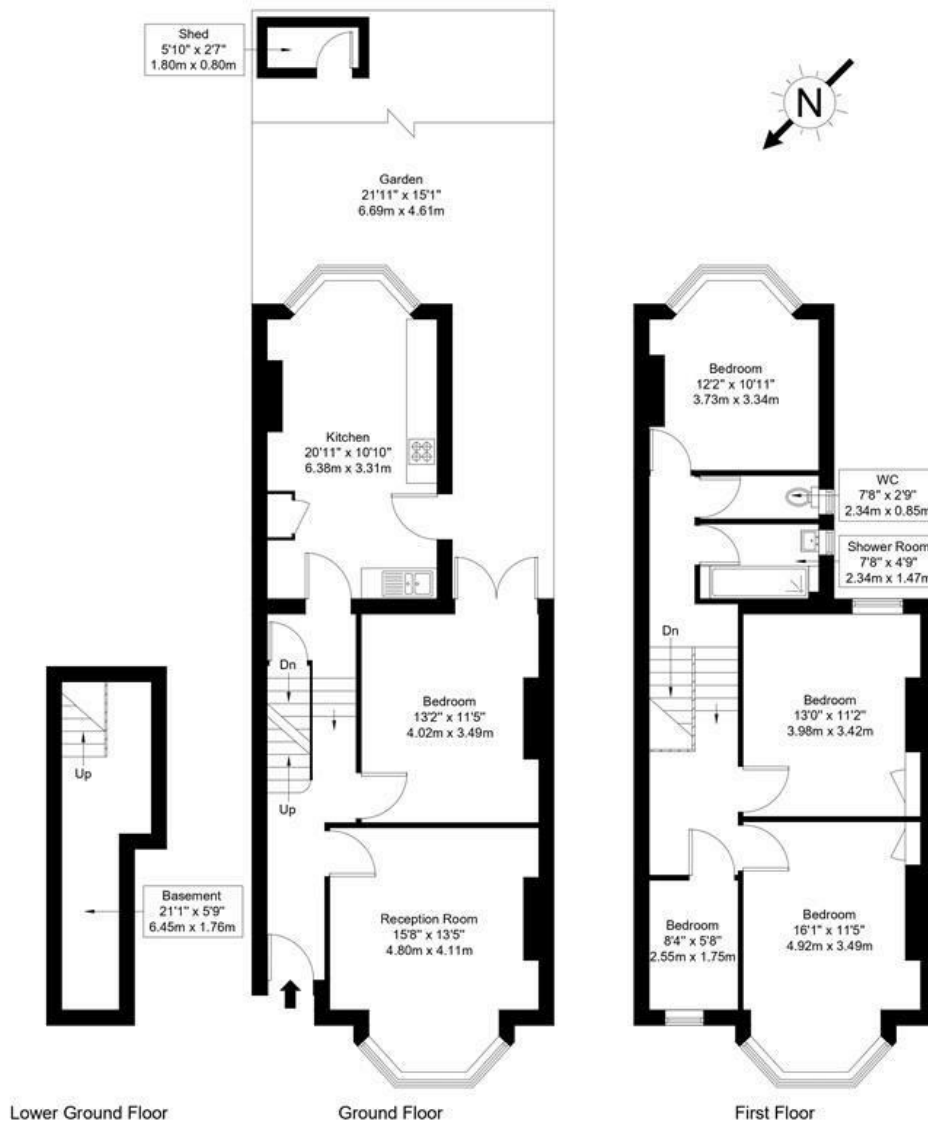 Shed
5'10" x 2'7"
1.80m x 0.80m
N
Garden
21'11" x 15'1"
6.69m x 4.61m
Kitchen
20'11" x 10'10"
6.38m x 3.31m
Dn
Up
Bedroom
13'2" x 11'5"
4.02m x 3.49m
Reception Room
15'8" x 13'5"
4.80m x 4.11m
Up
Basement
21'1" x 5'9"
6.45m x 1.76m
Bedroom
12'2" x 10'11"
3.73m x 3.34m
WC
7'8" x 2'9"
2.34m x 0.85m
Shower Room
7'8" x 4'9"
2.34m x 1.47m
Dn
Bedroom
13'0" x 11'2"
3.98m x 3.42m
Bedroom
8'4" x 5'8"
2.55m x 1.75m
Bedroom
16'1" x 11'5"
4.92m x 3.49m
Lower Ground Floor
Ground Floor
First Floor